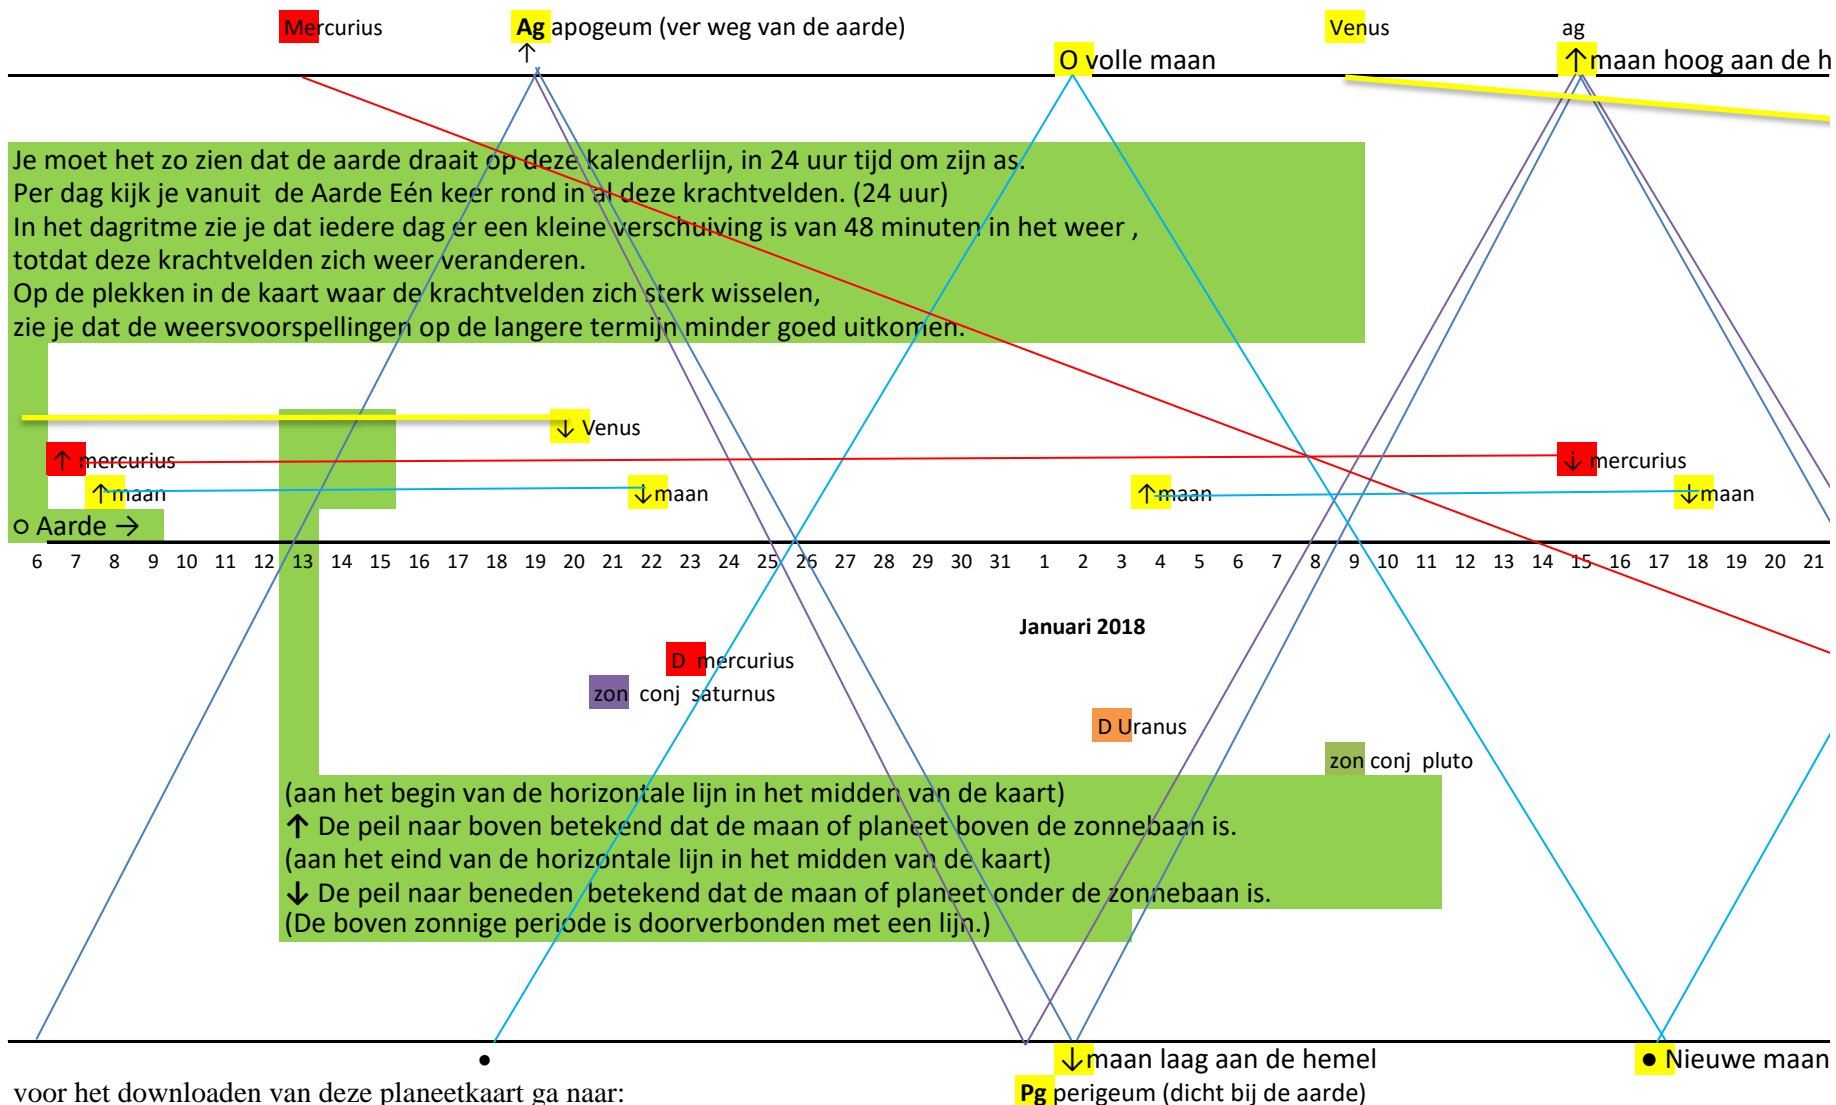 Mercurius Ag apogeum (ver weg van de aarde) Venus ag
↑ O volle maan ↑ maan hoog aan de h
Je moet het zo zien dat de aarde draait op deze kalenderlijn, in 24 uur tijd om zijn as.
Per dag kijk je vanuit de Aarde Eén keer rond in al deze krachtvelden. (24 uur)
In het dagritme zie je dat iedere dag er een kleine verschuiving is van 48 minuten in het weer ,
totdat deze krachtvelden zich weer veranderen.
Op de plekken in de kaart waar de krachtvelden zich sterk wisselen,
zie je dat de weersvoorspellingen op de langere termijn minder goed uitkomen.
↓ Venus
↑ mercurius ↓ mercurius
↑ maan ↓ maan ↑ maan ↓ maan
○ Aarde →
6 7 8 9 10 11 12 13 14 15 16 17 18 19 20 21 22 23 24 25 26 27 28 29 30 31 1 2 3 4 5 6 7 8 9 10 11 12 13 14 15 16 17 18 19 20 21
Januari 2018
D mercurius
zon conj saturnus
D Uranus
zon conj pluto
(aan het begin van de horizontale lijn in het midden van de kaart)
↑ De peil naar boven betekend dat de maan of planeet boven de zonnebaan is.
(aan het eind van de horizontale lijn in het midden van de kaart)
↓ De peil naar beneden betekend dat de maan of planeet onder de zonnebaan is.
(De boven zonnige periode is doorverbonden met een lijn.)
● ↓ maan laag aan de hemel ● Nieuwe maan
voor het downloaden van deze planeetkaart ga naar: Pg perigeum (dicht bij de aarde)